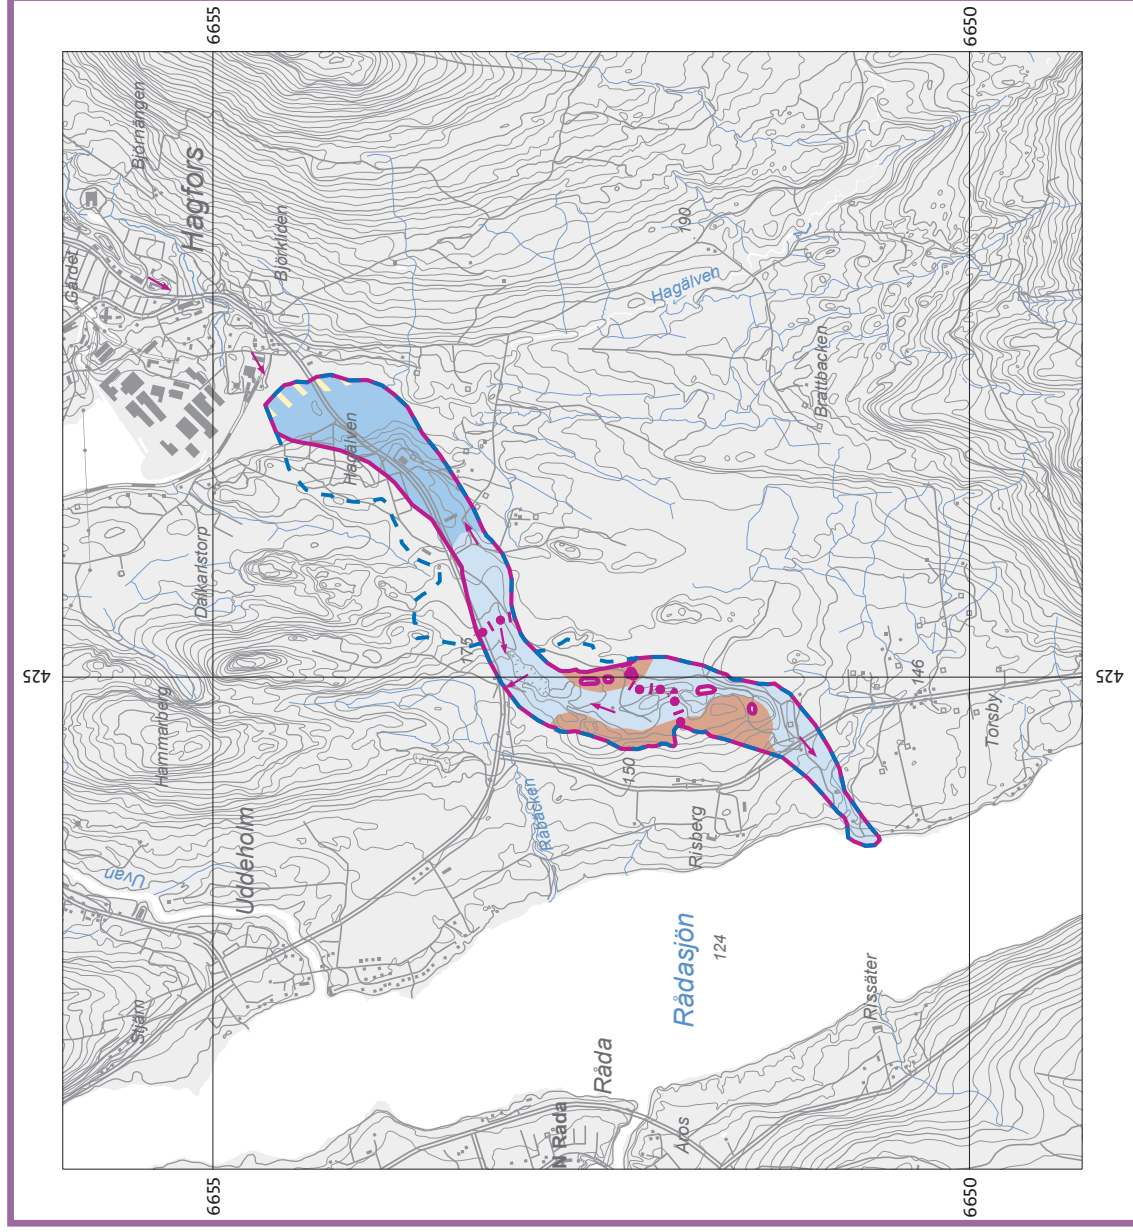 6655
6650
Björnängen
Hagfors
Gärdet
Björkliden
190
Hagälven
Brattbacken
Hagälven
Dalkarlstorp
175
425
425
146
Hammarberg
Torsby
150
Råbäcken
Risberg
Uddeholm
Uvan
Rådasjön
124
Rissäter
Stjärn
Råda
N Råda
Aros
6655
6650